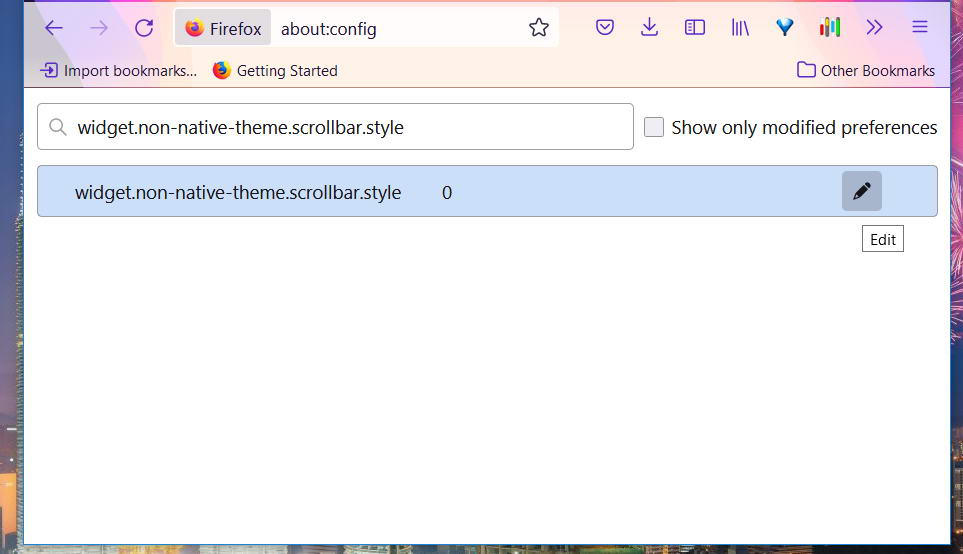 Firefox about:config
Import bookmarks... Getting Started Other Bookmarks
widget.non-native-theme.scrollbar.style Show only modified preferences
widget.non-native-theme.scrollbar.style 0
Edit